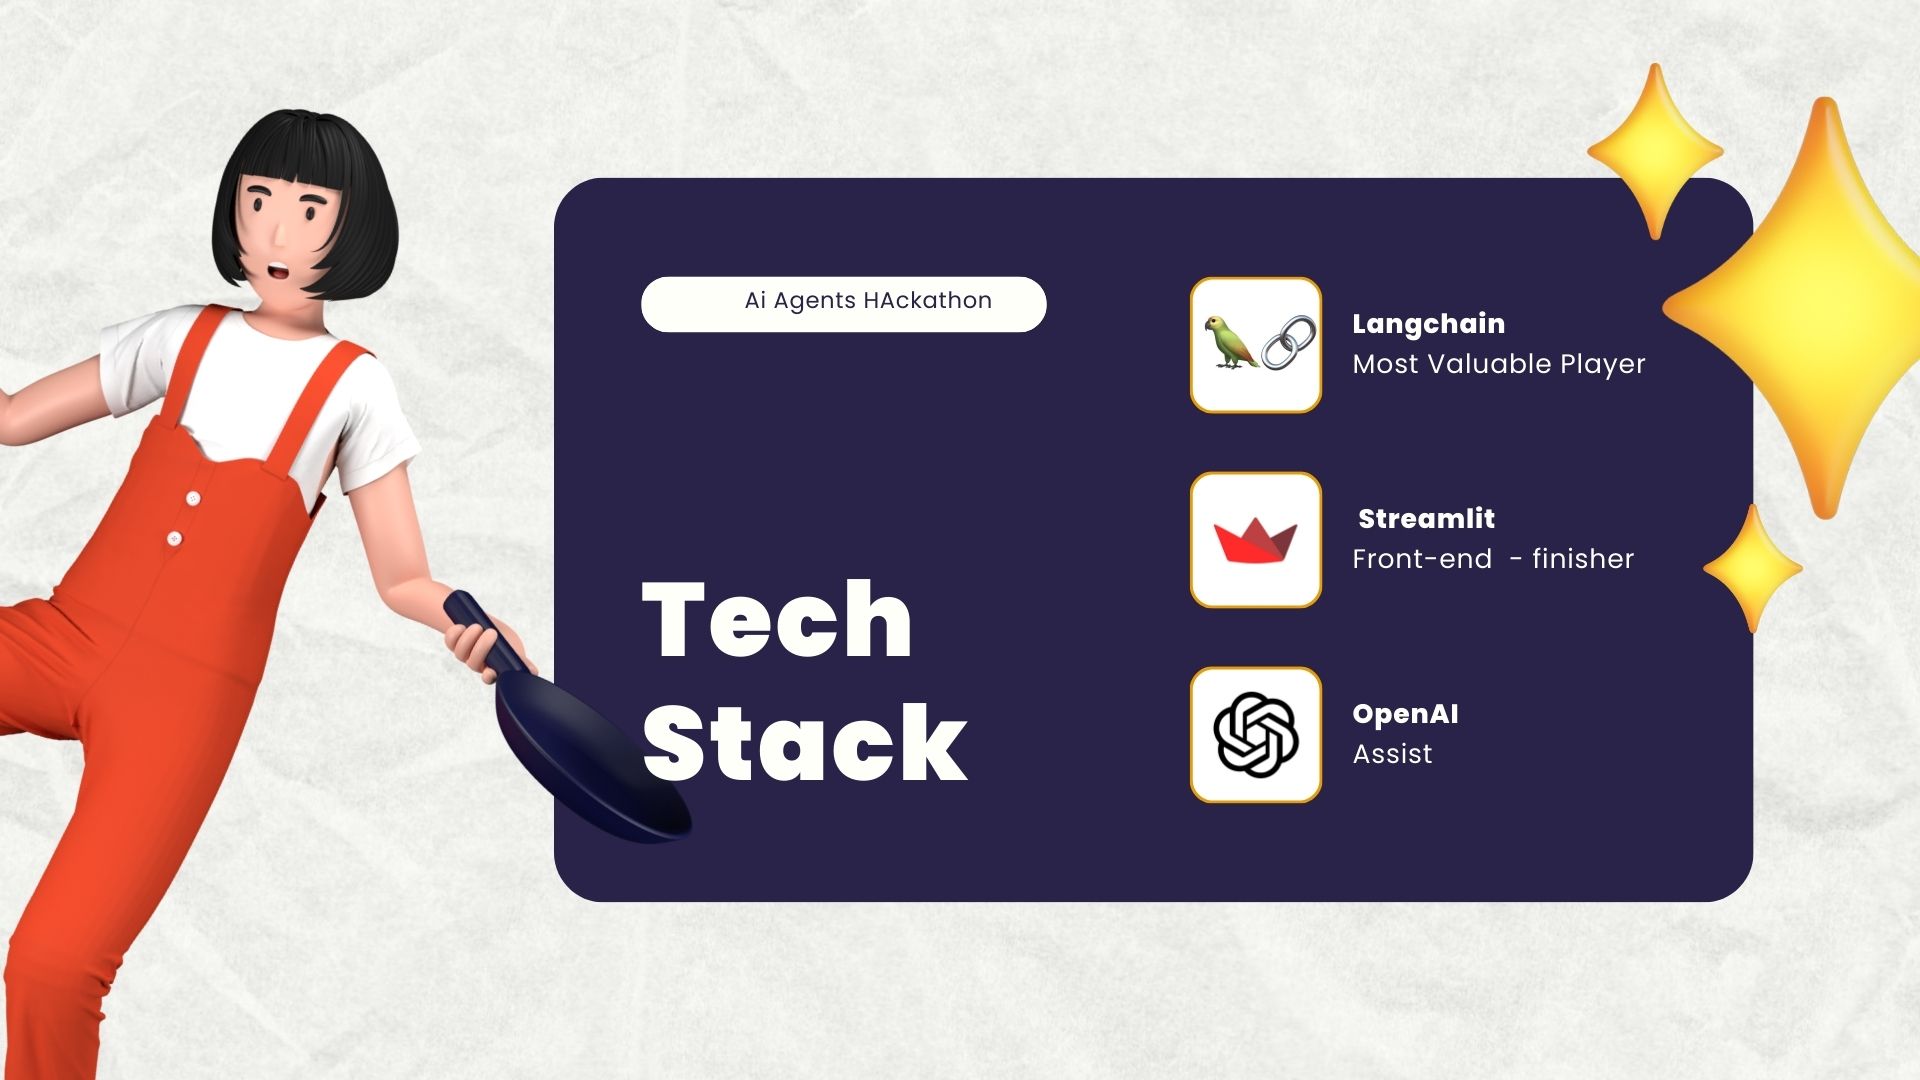 Ai Agents HAckathon
Tech
Stack
Langchain
Most Valuable Player
Streamlit
Front-end - finisher
OpenAI
Assist